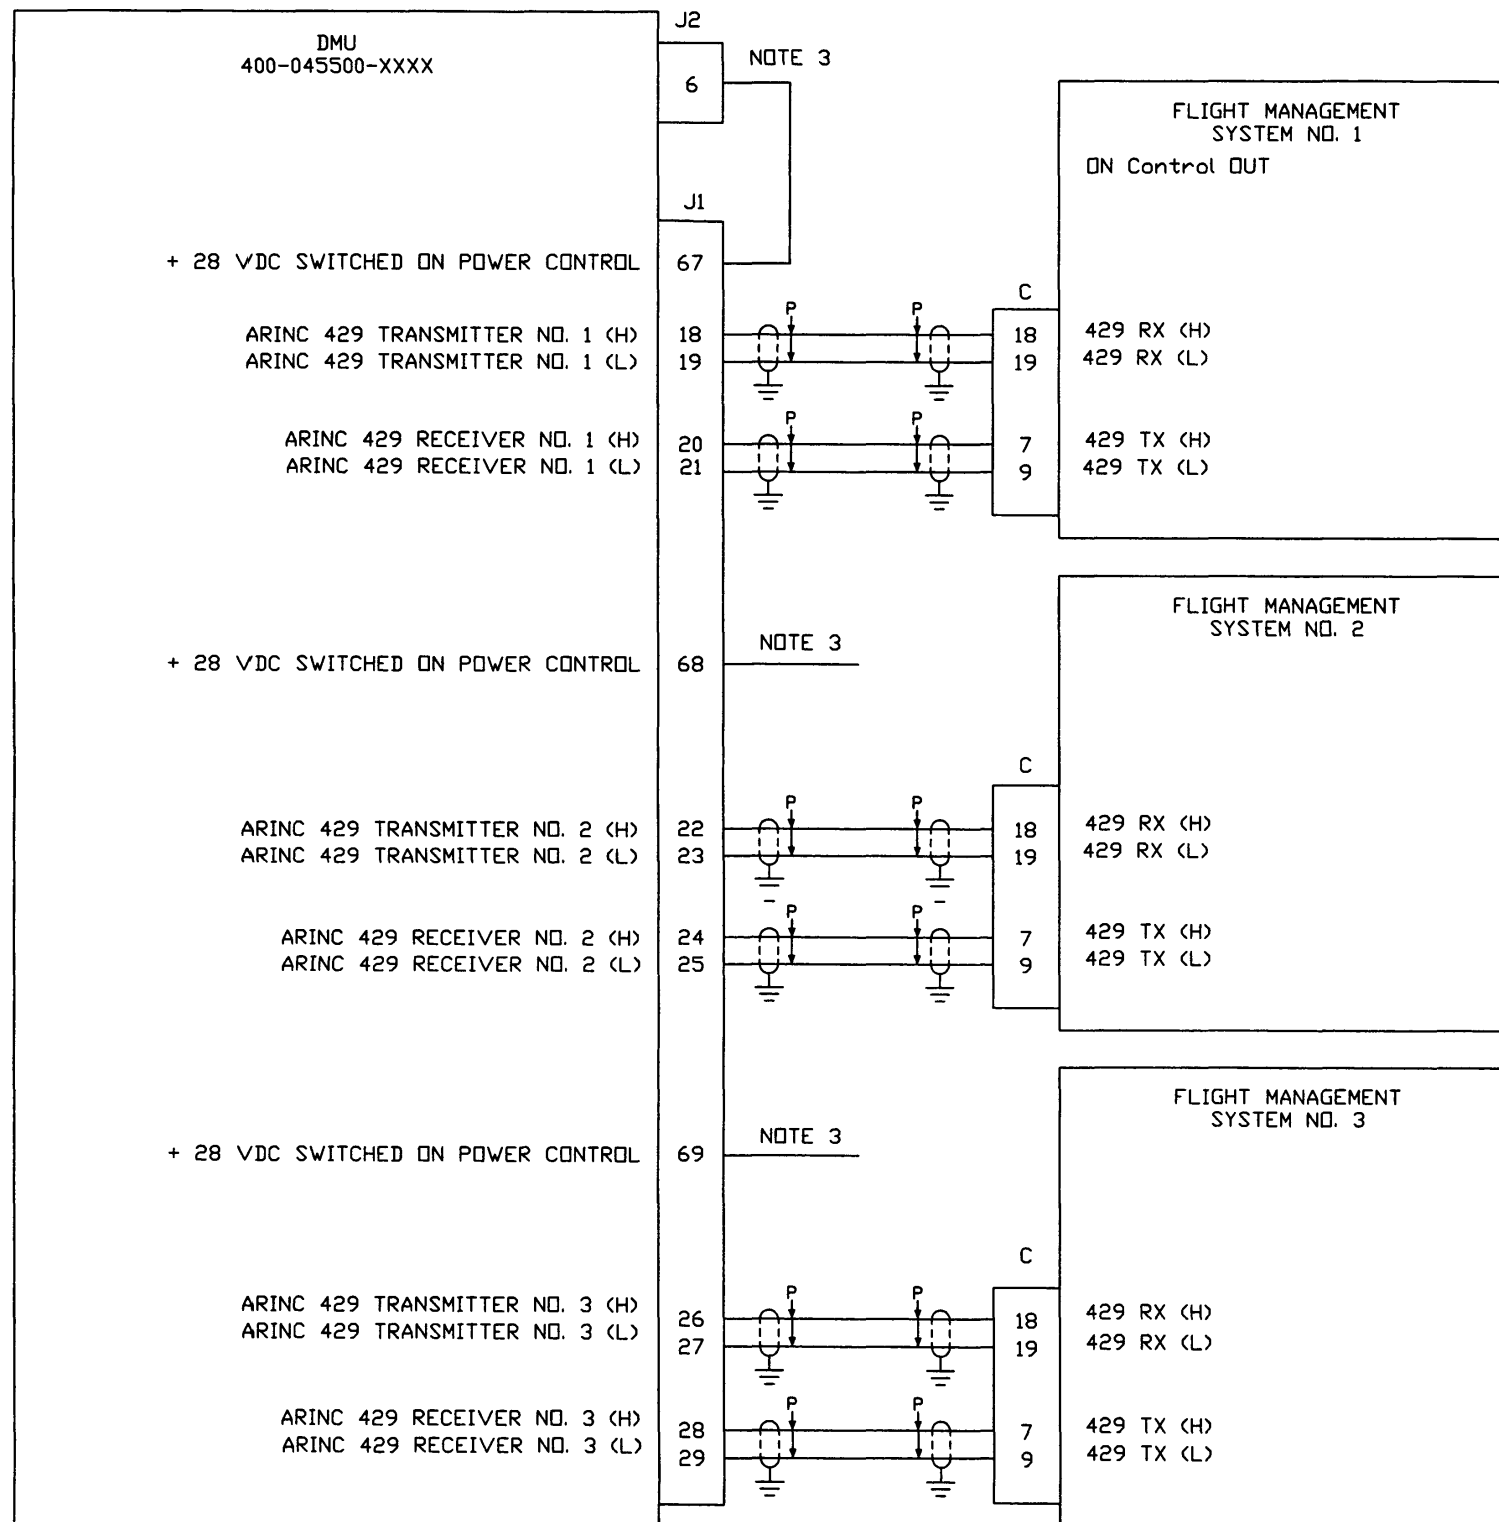 J2
DMU
400-045500-XXXX
NOTE 3
6
FLIGHT MANAGEMENT
SYSTEM NO. 1
ON Control OUT
J1
+ 28 VDC SWITCHED ON POWER CONTROL 67
C
P P
ARINC 429 TRANSMITTER NO. 1 (H) 18 18 429 RX (H)
ARINC 429 TRANSMITTER NO. 1 (L) 19 19 429 RX (L)
P P
ARINC 429 RECEIVER NO. 1 (H) 20 7 429 TX (H)
ARINC 429 RECEIVER NO. 1 (L) 21 9 429 TX (L)
FLIGHT MANAGEMENT
SYSTEM NO. 2
NOTE 3
+ 28 VDC SWITCHED ON POWER CONTROL 68
C
P P
ARINC 429 TRANSMITTER NO. 2 (H) 22 18 429 RX (H)
ARINC 429 TRANSMITTER NO. 2 (L) 23 19 429 RX (L)
P P
ARINC 429 RECEIVER NO. 2 (H) 24 7 429 TX (H)
ARINC 429 RECEIVER NO. 2 (L) 25 9 429 TX (L)
FLIGHT MANAGEMENT
SYSTEM NO. 3
NOTE 3
+ 28 VDC SWITCHED ON POWER CONTROL 69
C
P P
ARINC 429 TRANSMITTER NO. 3 (H) 26 18 429 RX (H)
ARINC 429 TRANSMITTER NO. 3 (L) 27 19 429 RX (L)
P P
ARINC 429 RECEIVER NO. 3 (H) 28 7 429 TX (H)
ARINC 429 RECEIVER NO. 3 (L) 29 9 429 TX (L)